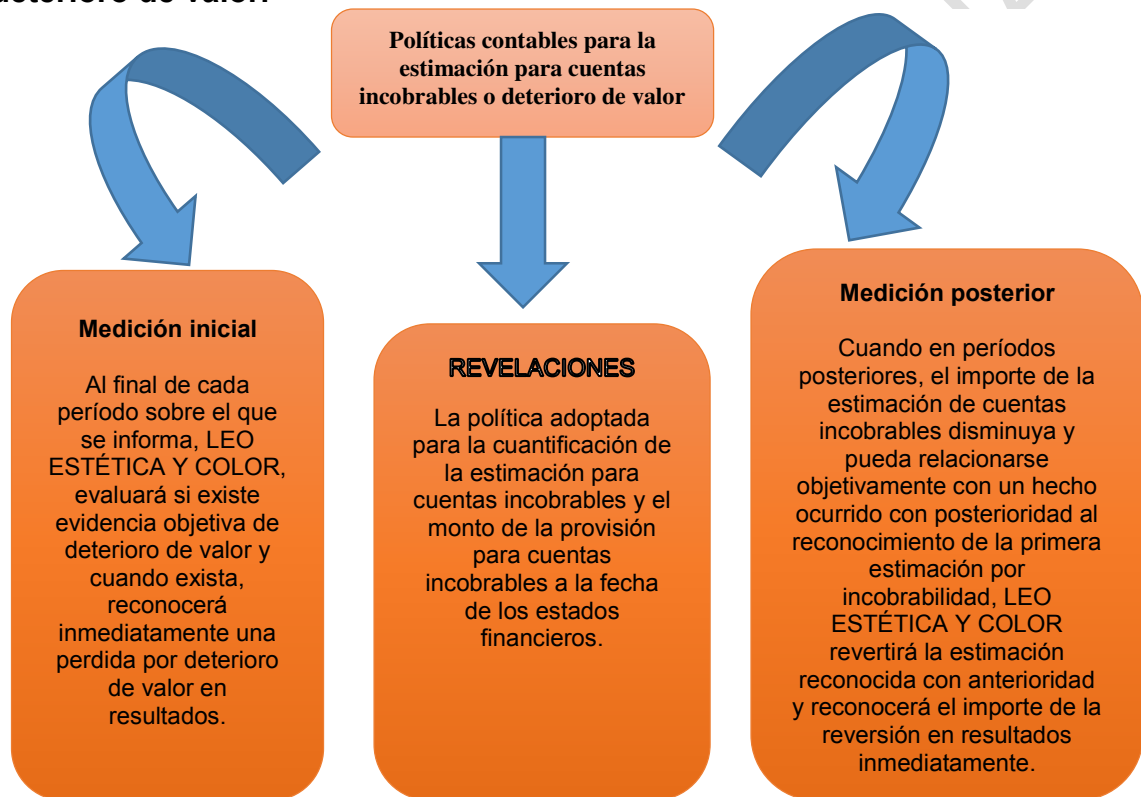 deterioro de valor.
Políticas contables para la
estimación para cuentas
incobrables o deterioro de valor
Medición inicial
Al final de cada
período sobre el que
se informa, LEO
ESTÉTICA Y COLOR,
evaluará si existe
evidencia objetiva de
deterioro de valor y
cuando exista,
reconocerá
inmediatamente una
perdida por deterioro
de valor en
resultados.
REVELACIONES
La política adoptada
para la cuantificación de
la estimación para
cuentas incobrables y el
monto de la provisión
para cuentas
incobrables a la fecha
de los estados
financieros.
Medición posterior
Cuando en períodos
posteriores, el importe de la
estimación de cuentas
incobrables disminuya y
pueda relacionarse
objetivamente con un hecho
ocurrido con posterioridad al
reconocimiento de la primera
estimación por
incobrabilidad, LEO
ESTÉTICA Y COLOR
revertirá la estimación
reconocida con anterioridad
y reconocerá el importe de la
reversión en resultados
inmediatamente.